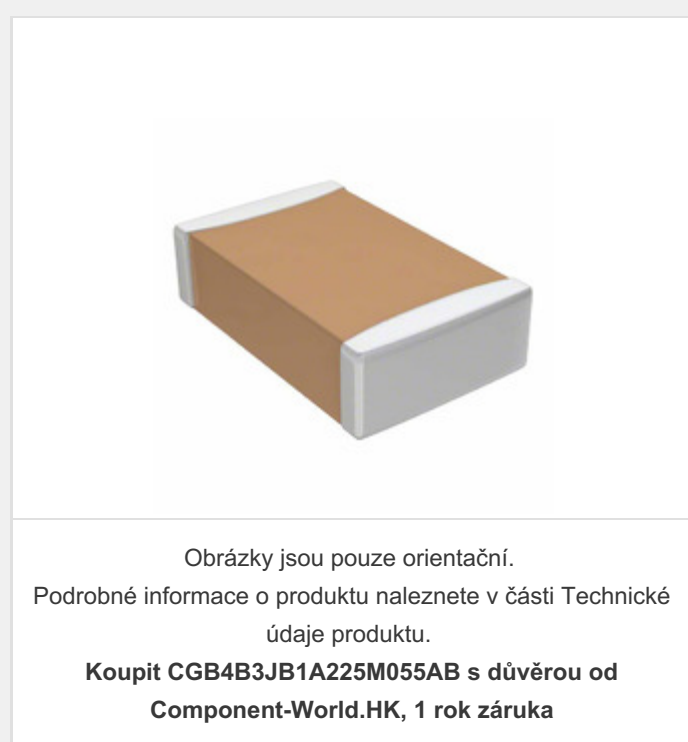 Obrázky jsou pouze orientační.
Podrobné informace o produktu naleznete v části Technické
údaje produktu.
Koupit CGB4B3JB1A225M055AB s důvěrou od
Component-World.HK, 1 rok záruka